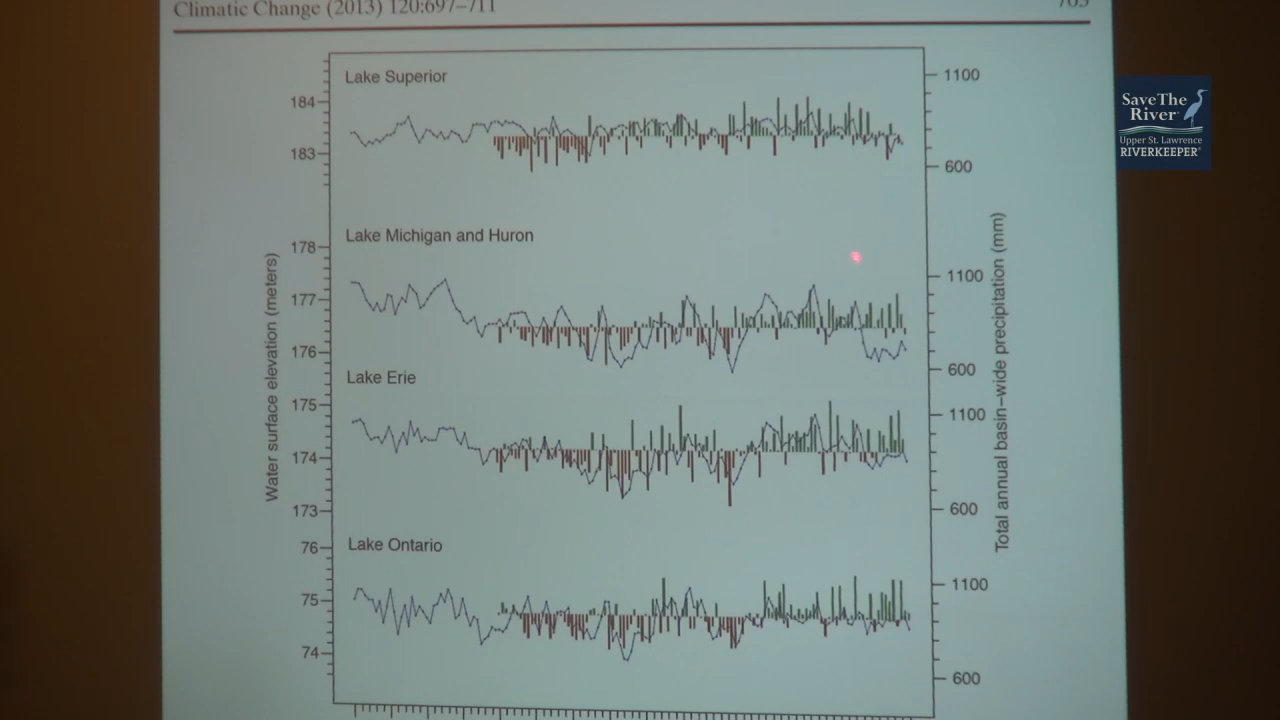 Climatic Change (2013) 120:697–711
703
Lake Superior
184
183
1100
600
Lake Michigan and Huron
178
177
176
1100
600
Lake Erie
175
174
173
1100
600
Lake Ontario
76
75
74
1100
600
Water surface elevation (meters)
Total annual basin–wide precipitation (mm)
SaveThe
River
Upper St. Lawrence
RIVERKEEPER®